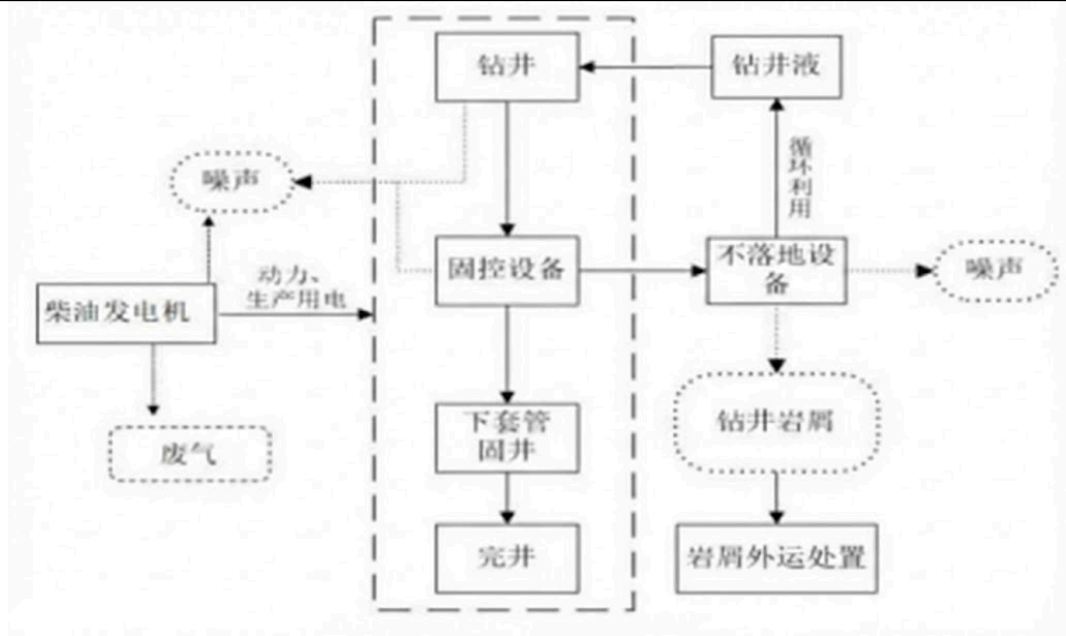 钻井
钻井液
循
环
利
用
噪声
固控设备
不落地设
备
噪声
动力、
生产用电
柴油发电机
下套管
固井
钻井岩屑
废气
完井
岩屑外运处置